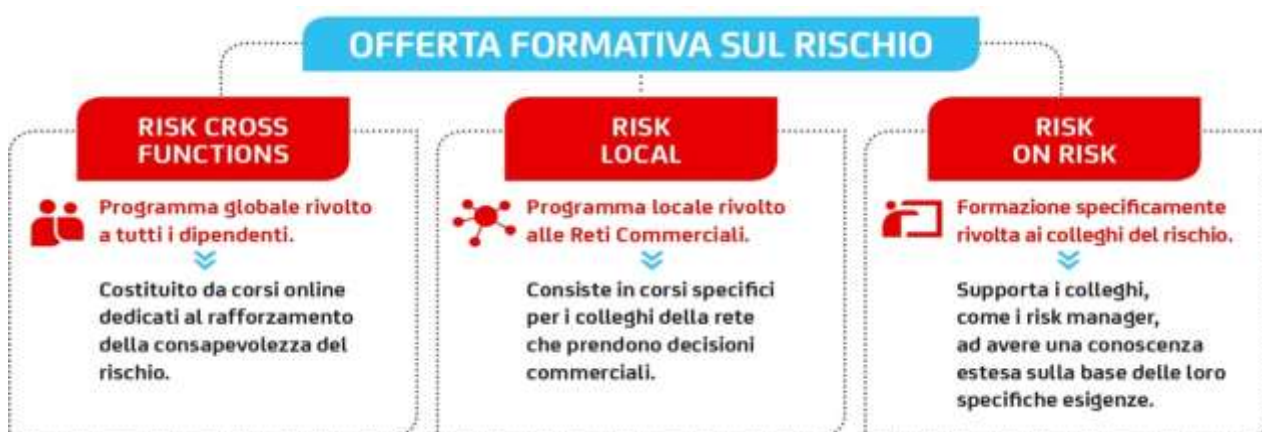 OFFERTA FORMATIVA SUL RISCHIO
RISK CROSS
FUNCTIONS
Programma globale rivolto
a tutti i dipendenti.
Costituito da corsi online
dedicati al rafforzamento
della consapevolezza del
rischio.
RISK
LOCAL
Programma locale rivolto
alle Reti Commerciali.
Consiste in corsi specifici
per i colleghi della rete
che prendono decisioni
commerciali.
RISK
ON RISK
Formazione specificamente
rivolta ai colleghi del rischio.
Supporta i colleghi,
come i risk manager,
ad avere una conoscenza
estesa sulla base delle loro
specifiche esigenze.